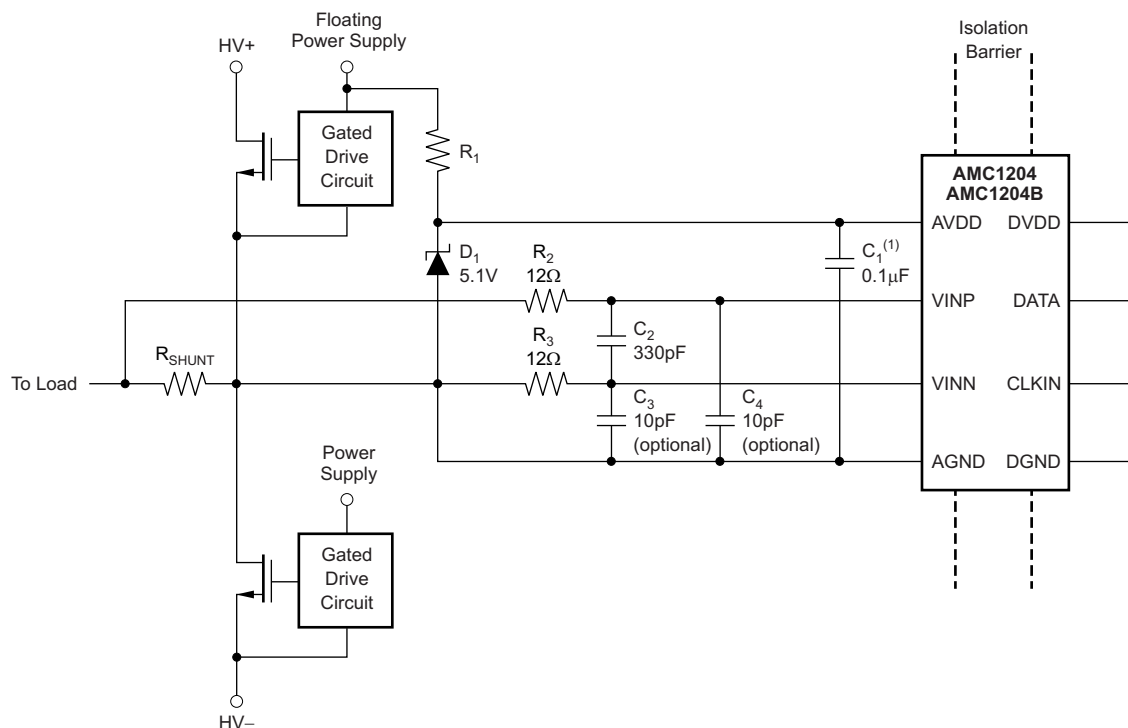 Floating
Power Supply
HV+
Isolation
Barrier
Gated
Drive
Circuit
R1
AMC1204
AMC1204B
AVDD DVDD
D1
5.1V
R2
12Ω
C1(1)
0.1μF
VINP DATA
C2
330pF
R3
12Ω
RSHUNT
To Load
VINN CLKIN
C3
10pF
(optional)
C4
10pF
(optional)
AGND DGND
Power
Supply
Gated
Drive
Circuit
HV−